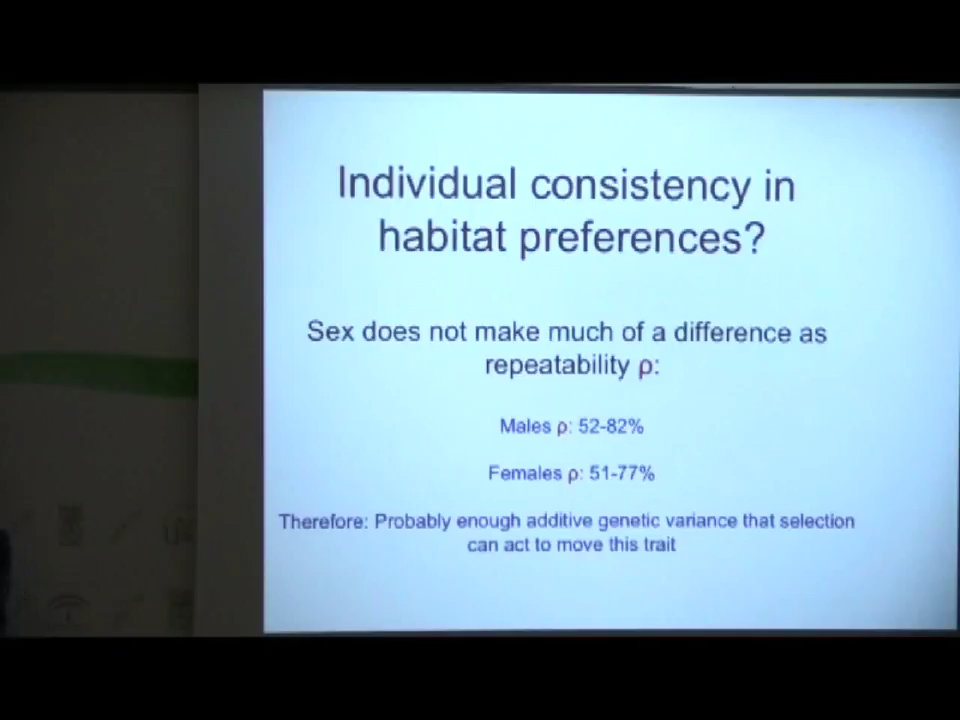 Individual consistency in
habitat preferences?
Sex does not make much of a difference as
repeatability ρ:
Males ρ: 52-82%
Females ρ: 51-77%
Therefore: Probably enough additive genetic variance that selection
can act to move this trait